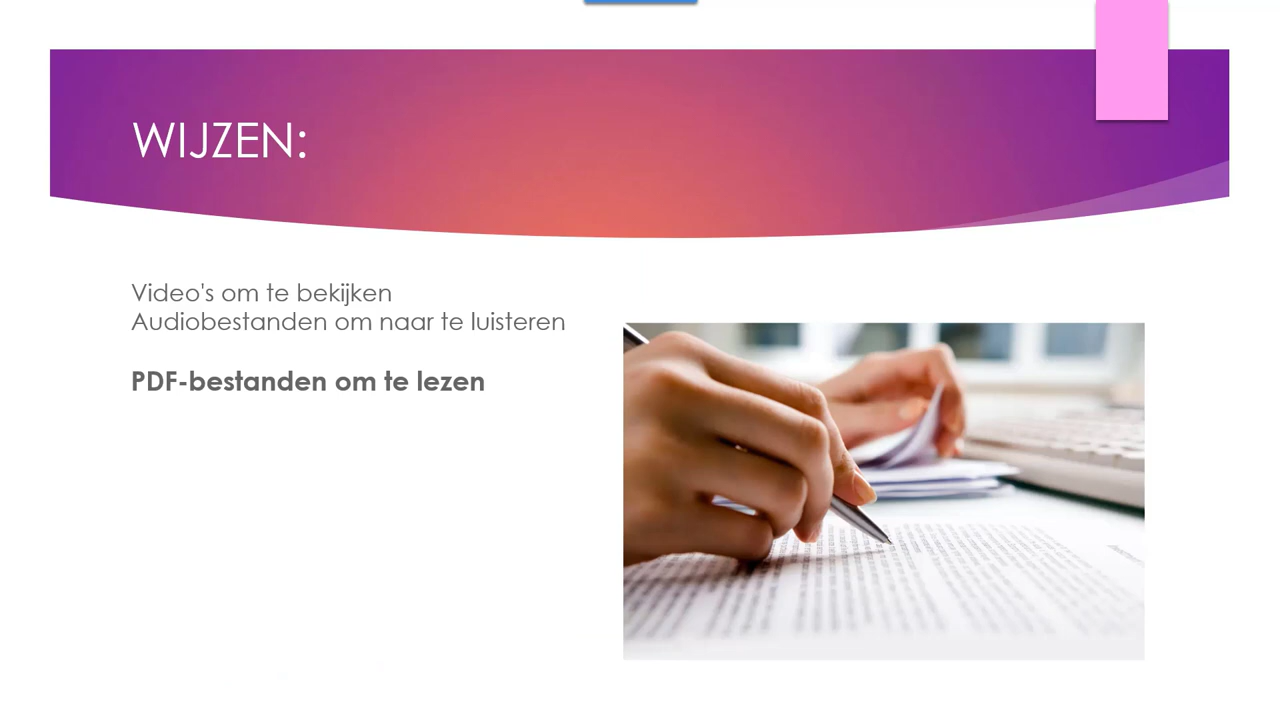 WIJZEN:
Video's om te bekijken
Audiobestanden om naar te luisteren
PDF-bestanden om te lezen